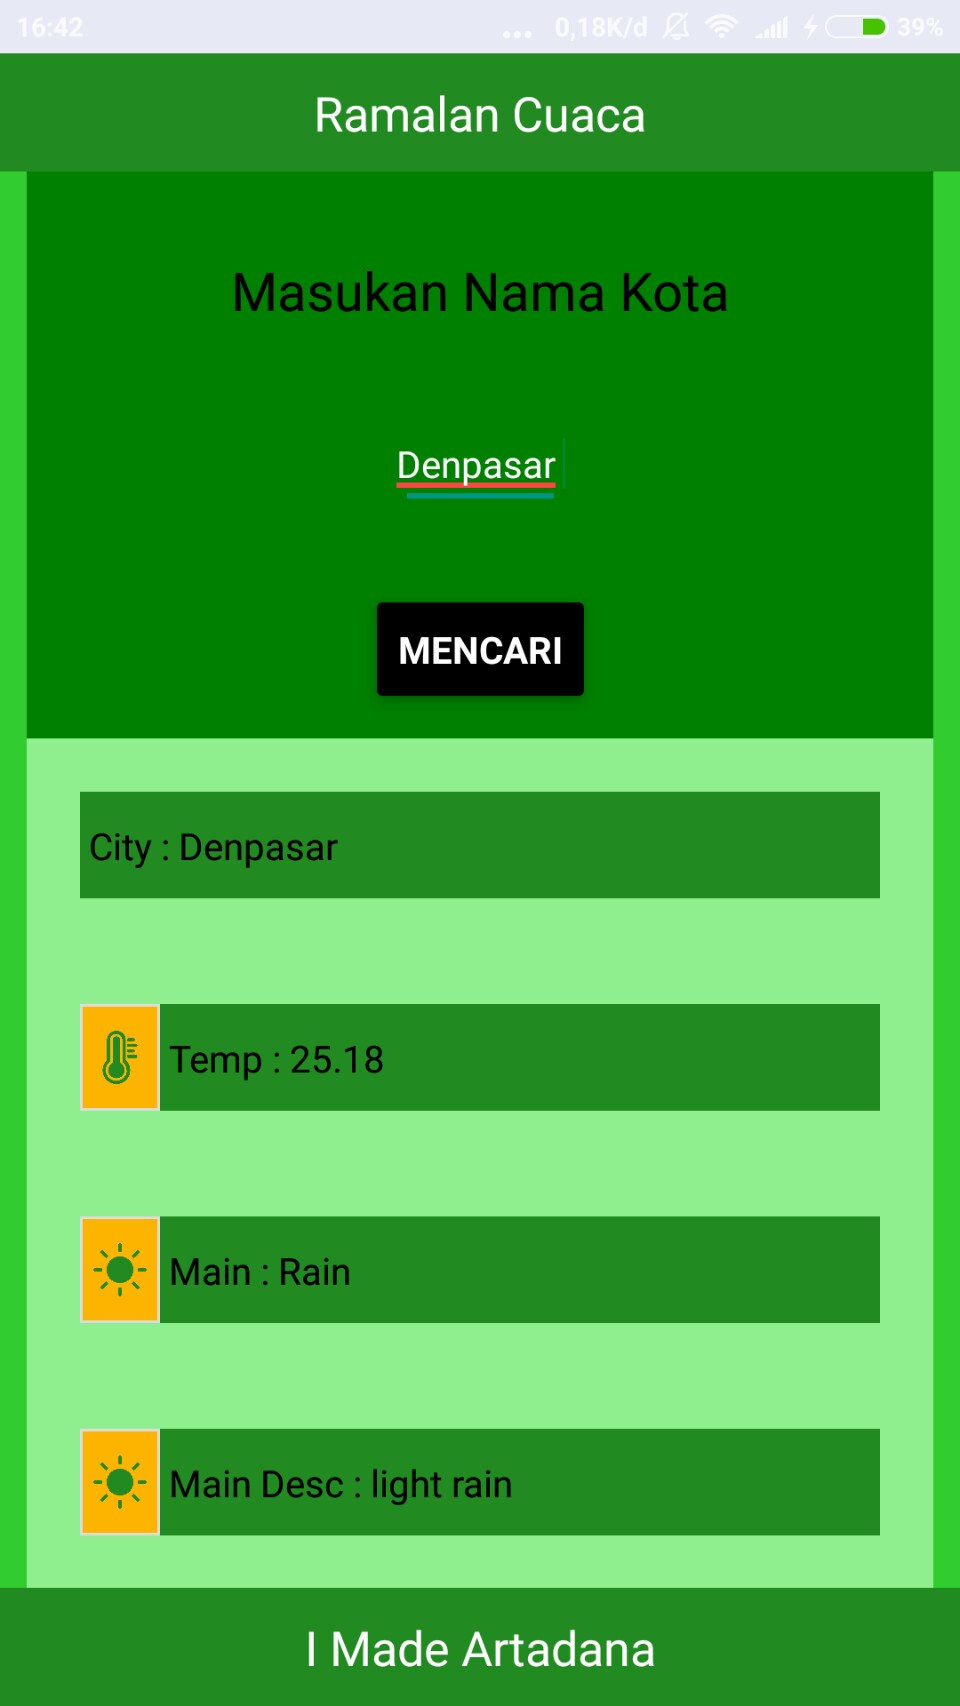 16:42
... 0,18K/d 39%
Ramalan Cuaca
Masukan Nama Kota
Denpasar
MENCARI
City : Denpasar
Temp : 25.18
Main : Rain
Main Desc : light rain
I Made Artadana